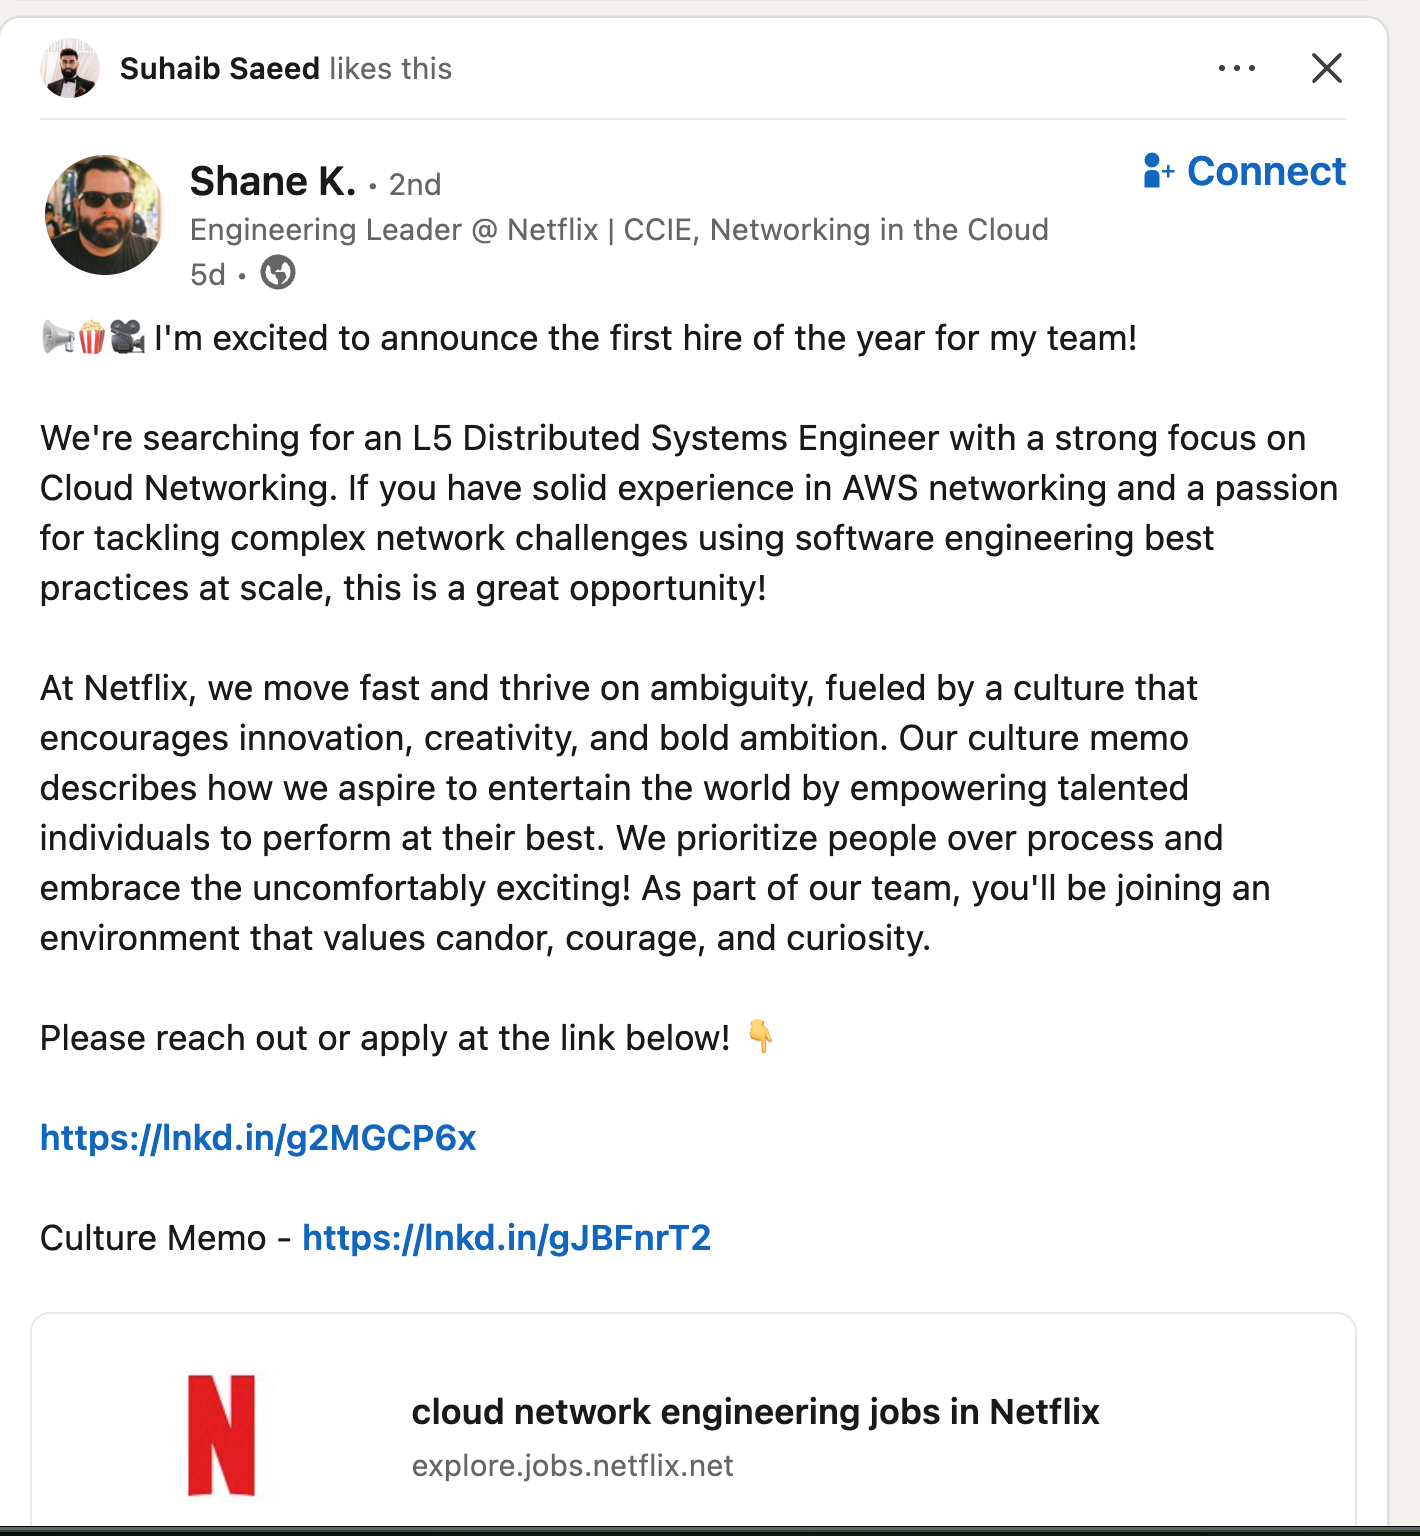 Suhaib Saeed likes this
Shane K. • 2nd
Connect
Engineering Leader @ Netflix | CCIE, Networking in the Cloud
5d •
📢🍿🎥 I'm excited to announce the first hire of the year for my team!
We're searching for an L5 Distributed Systems Engineer with a strong focus on
Cloud Networking. If you have solid experience in AWS networking and a passion
for tackling complex network challenges using software engineering best
practices at scale, this is a great opportunity!
At Netflix, we move fast and thrive on ambiguity, fueled by a culture that
encourages innovation, creativity, and bold ambition. Our culture memo
describes how we aspire to entertain the world by empowering talented
individuals to perform at their best. We prioritize people over process and
embrace the uncomfortably exciting! As part of our team, you'll be joining an
environment that values candor, courage, and curiosity.
Please reach out or apply at the link below! 👇
https://lnkd.in/g2MGCP6x
Culture Memo - https://lnkd.in/gJBFnrT2
N
cloud network engineering jobs in Netflix
explore.jobs.netflix.net